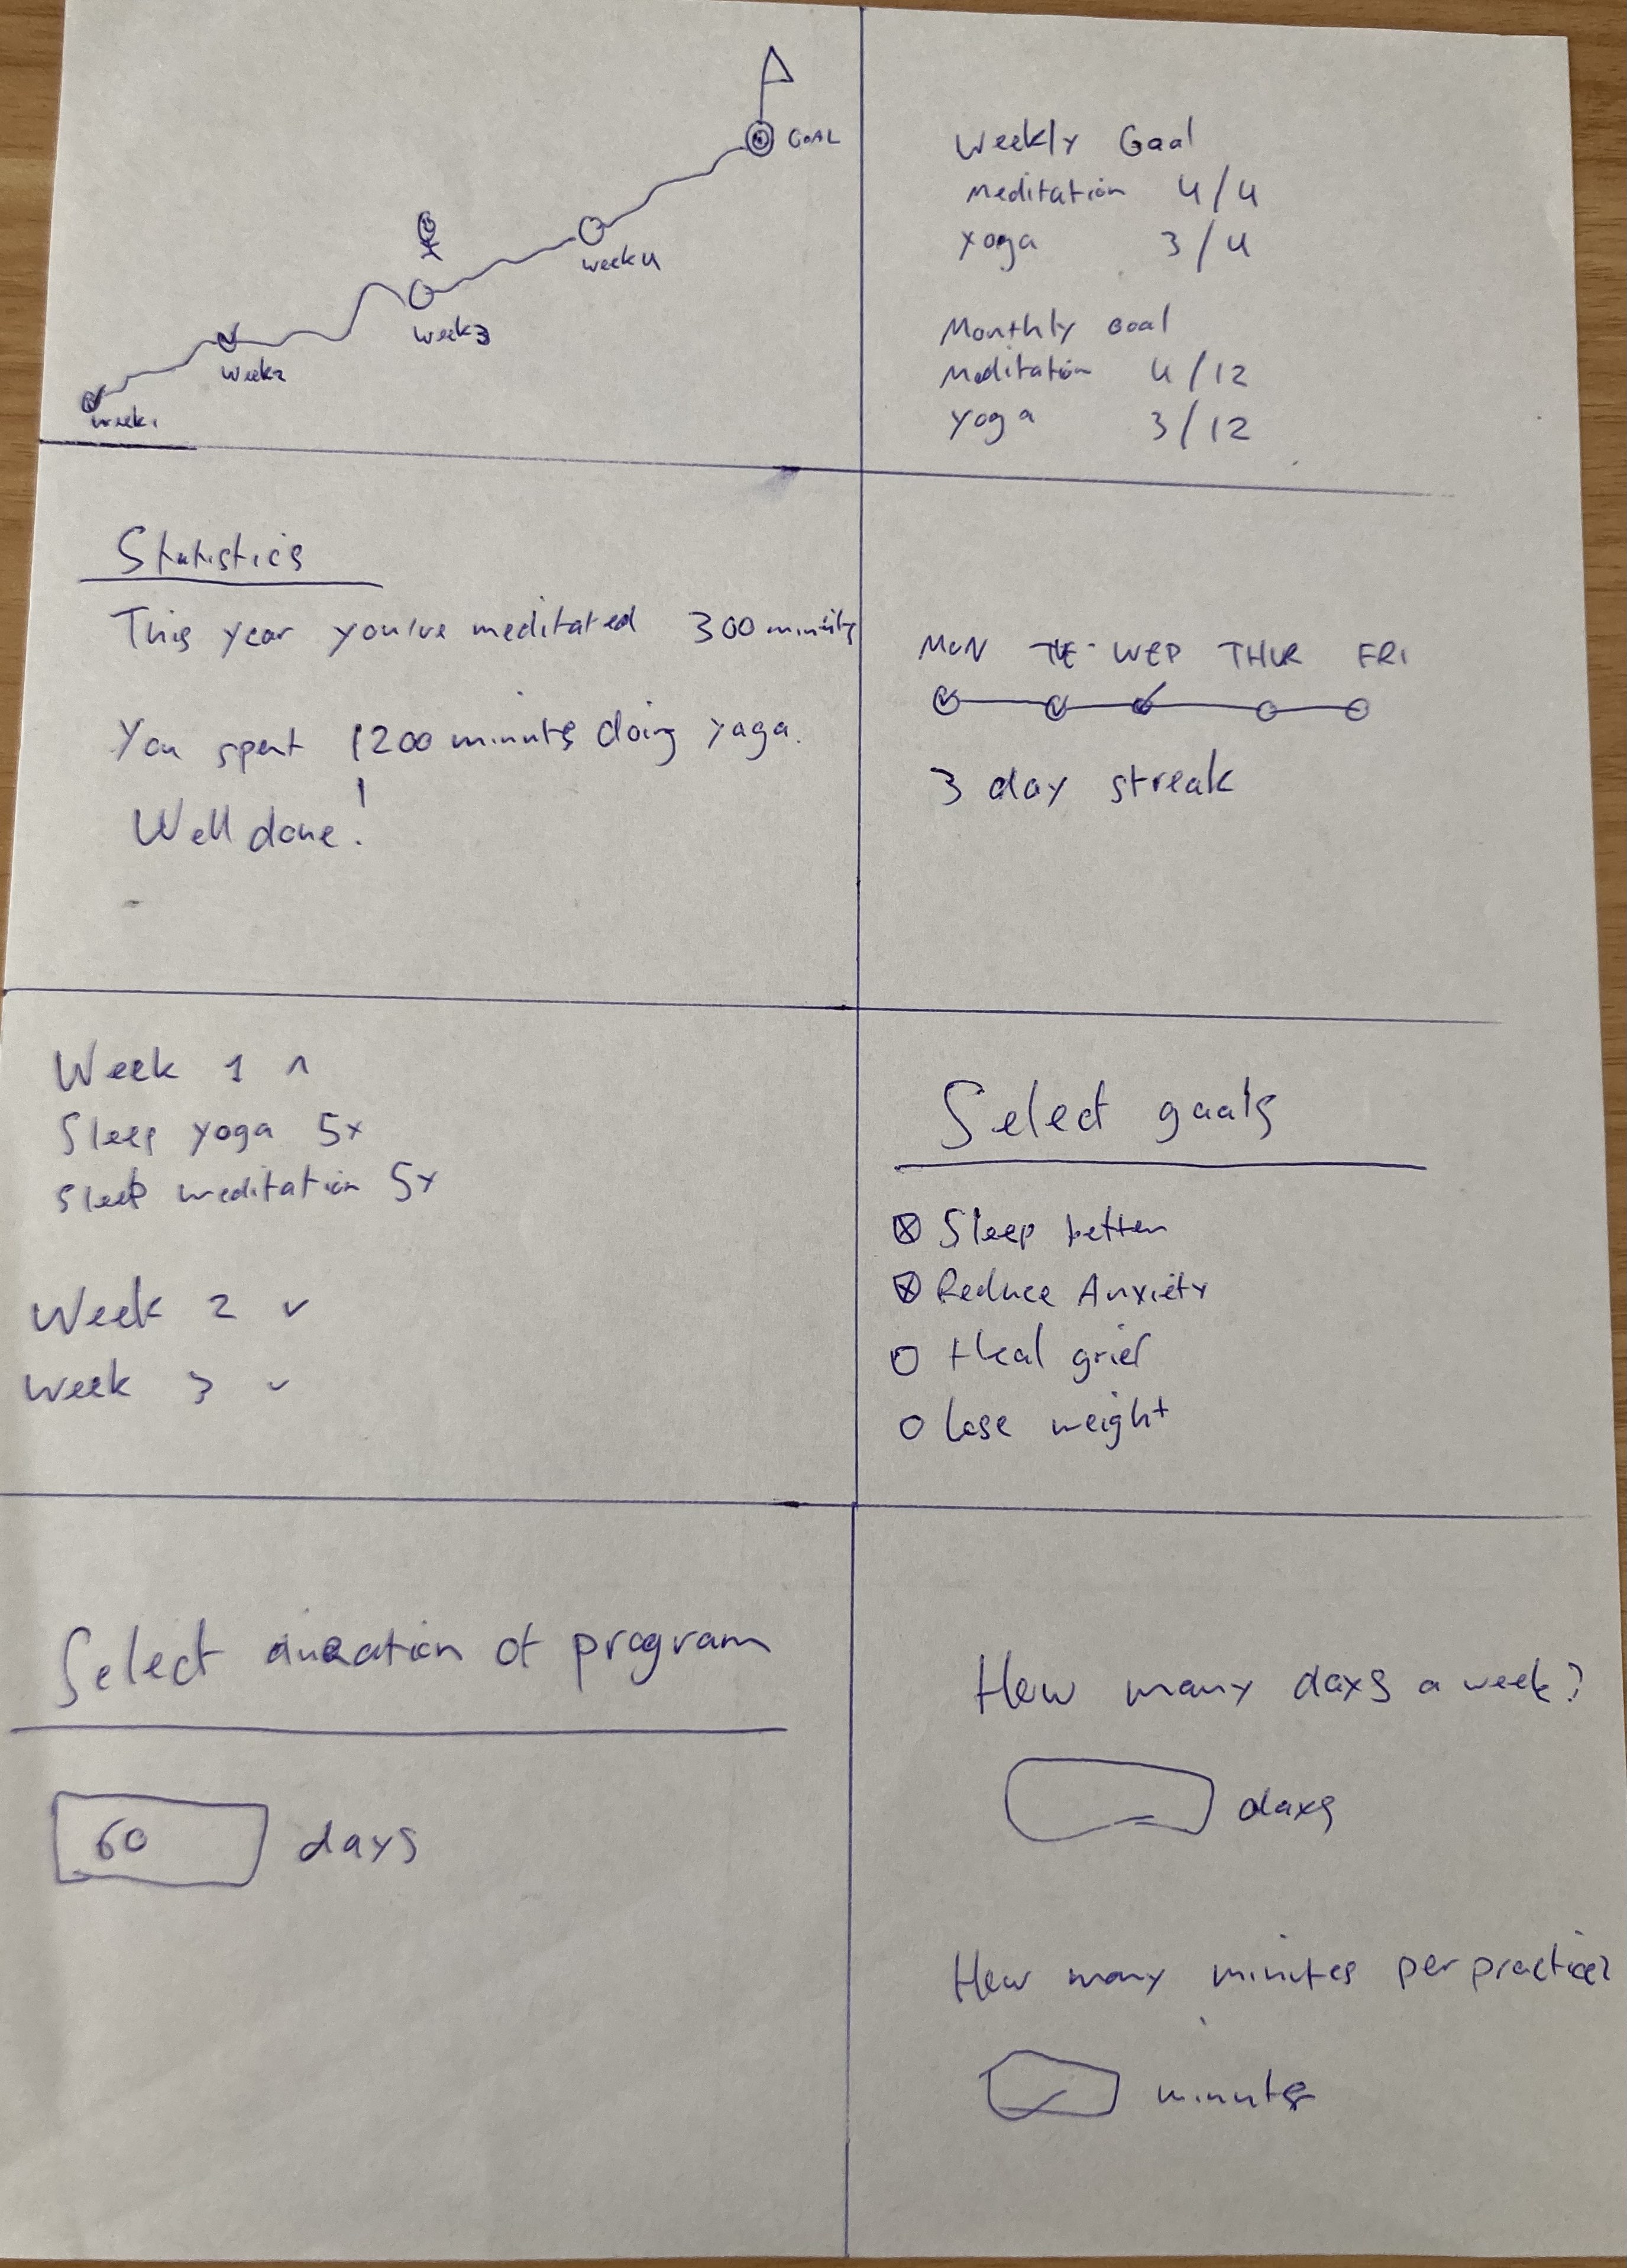 GOAL
week4
week3
week2
week1
Weekly Goal
Meditation 4/4
Yoga 3/4
Monthly Goal
Meditation 4/12
Yoga 3/12
Statistics
This year you've meditated 300 minutes
You spent 1200 minutes doing yoga.
Well done!
MON TUE WED THUR FRI
3 day streak
Week 1 ^
Sleep yoga 5x
Sleep meditation 5x
Week 2 v
Week 3 v
Select goals
Sleep better
Reduce Anxiety
Heal grief
Lose weight
Select duration of program
60 days
How many days a week?
days
How many minutes per practice?
minutes